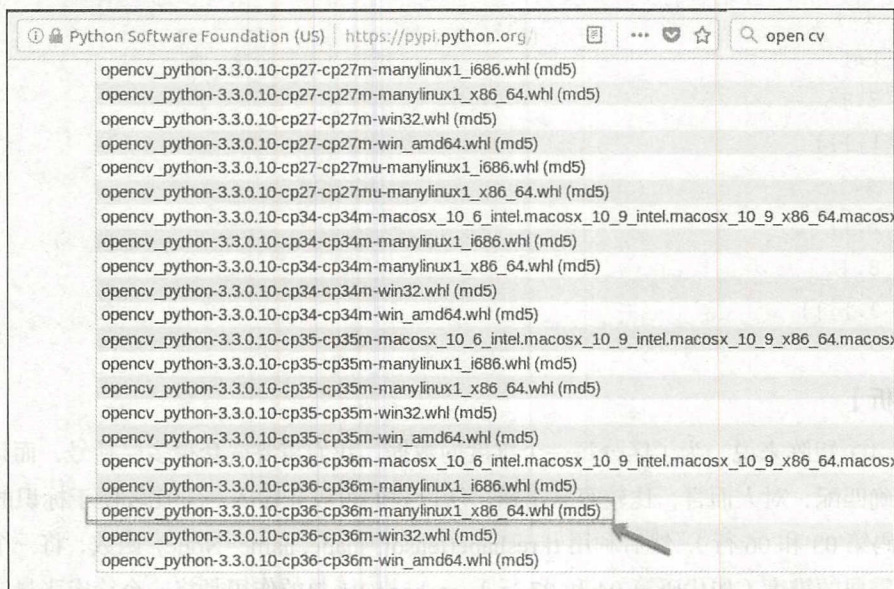 Python Software Foundation (US) https://pypi.python.org/ open cv
opencv_python-3.3.0.10-cp27-cp27m-manylinux1_i686.whl (md5)
opencv_python-3.3.0.10-cp27-cp27m-manylinux1_x86_64.whl (md5)
opencv_python-3.3.0.10-cp27-cp27m-win32.whl (md5)
opencv_python-3.3.0.10-cp27-cp27m-win_amd64.whl (md5)
opencv_python-3.3.0.10-cp27-cp27mu-manylinux1_i686.whl (md5)
opencv_python-3.3.0.10-cp27-cp27mu-manylinux1_x86_64.whl (md5)
opencv_python-3.3.0.10-cp34-cp34m-macosx_10_6_intel.macosx_10_9_intel.macosx_10_9_x86_64.macosx
opencv_python-3.3.0.10-cp34-cp34m-manylinux1_i686.whl (md5)
opencv_python-3.3.0.10-cp34-cp34m-manylinux1_x86_64.whl (md5)
opencv_python-3.3.0.10-cp34-cp34m-win32.whl (md5)
opencv_python-3.3.0.10-cp34-cp34m-win_amd64.whl (md5)
opencv_python-3.3.0.10-cp35-cp35m-macosx_10_6_intel.macosx_10_9_intel.macosx_10_9_x86_64.macosx
opencv_python-3.3.0.10-cp35-cp35m-manylinux1_i686.whl (md5)
opencv_python-3.3.0.10-cp35-cp35m-manylinux1_x86_64.whl (md5)
opencv_python-3.3.0.10-cp35-cp35m-win32.whl (md5)
opencv_python-3.3.0.10-cp35-cp35m-win_amd64.whl (md5)
opencv_python-3.3.0.10-cp36-cp36m-macosx_10_6_intel.macosx_10_9_intel.macosx_10_9_x86_64.macosx
opencv_python-3.3.0.10-cp36-cp36m-manylinux1_i686.whl (md5)
opencv_python-3.3.0.10-cp36-cp36m-manylinux1_x86_64.whl (md5)
opencv_python-3.3.0.10-cp36-cp36m-win32.whl (md5)
opencv_python-3.3.0.10-cp36-cp36m-win_amd64.whl (md5)